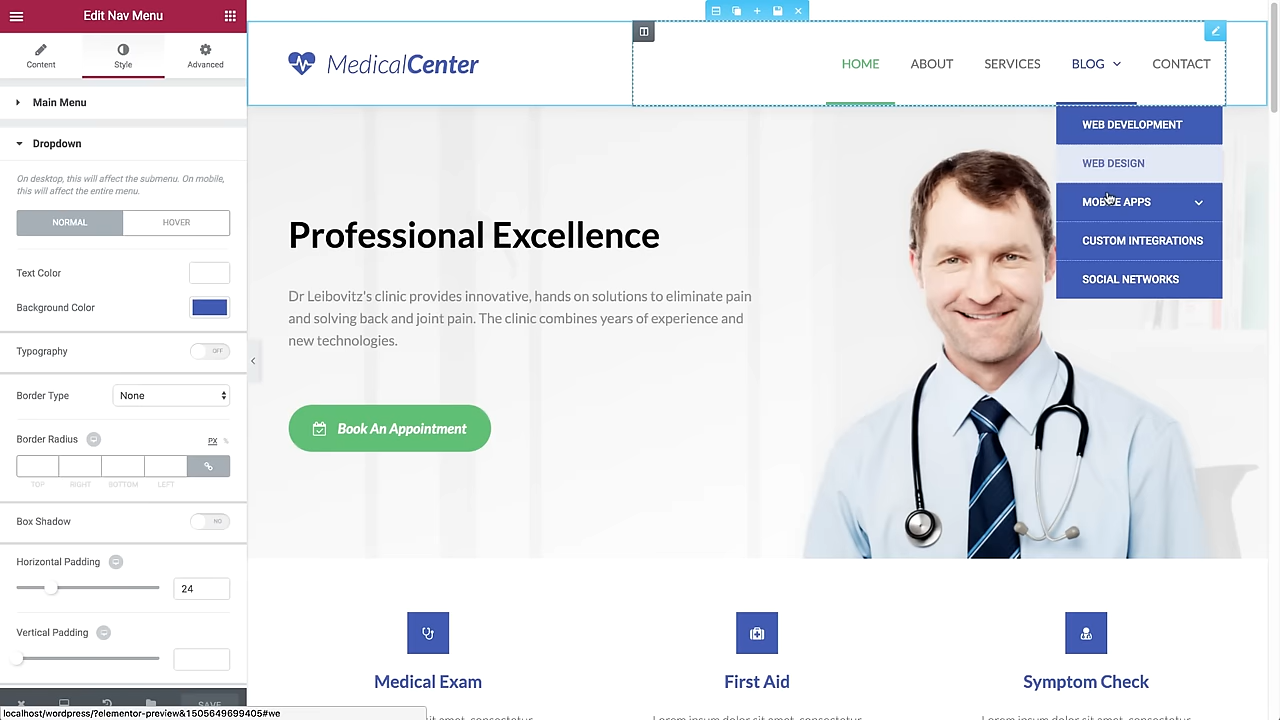 Edit Nav Menu
Content
Style
Advanced
Main Menu
Dropdown
On desktop, this will affect the submenu. On mobile,
this will affect the entire menu.
NORMAL
HOVER
Text Color
Background Color
Typography
OFF
Border Type
None
Border Radius
PX
%
TOP
RIGHT
BOTTOM
LEFT
Box Shadow
NO
Horizontal Padding
24
Vertical Padding
SAVE
localhost/wordpress/?elementor-preview&1505649699405#we
MedicalCenter
HOME
ABOUT
SERVICES
BLOG
CONTACT
WEB DEVELOPMENT
WEB DESIGN
MOBILE APPS
CUSTOM INTEGRATIONS
SOCIAL NETWORKS
Professional Excellence
Dr Leibovitz's clinic provides innovative, hands on solutions to eliminate pain
and solving back and joint pain. The clinic combines years of experience and
new technologies.
Book An Appointment
Medical Exam
First Aid
Symptom Check